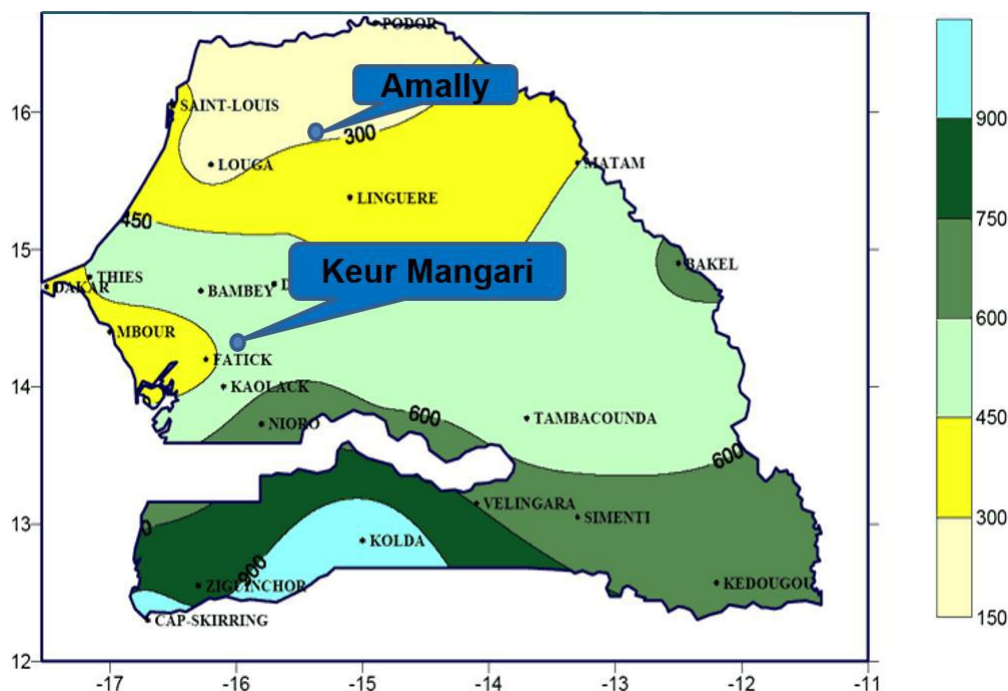 PODOR
16
Amally
900
SAINT-LOUIS
300
LOUGA
MATAM
LINGUERE
750
450
15
Keur Mangari
BAKEL
THIES
DAKAR
BAMBEY
D
600
MBOUR
FATICK
14
KAOLACK
600
TAMBACOUNDA
450
NIORO
600
VELINGARA
SIMENTI
300
13
0
KOLDA
900
ZIGUINCHOR
KEDOUGOU
CAP-SKIRRING
150
12
-17 -16 -15 -14 -13 -12 -11